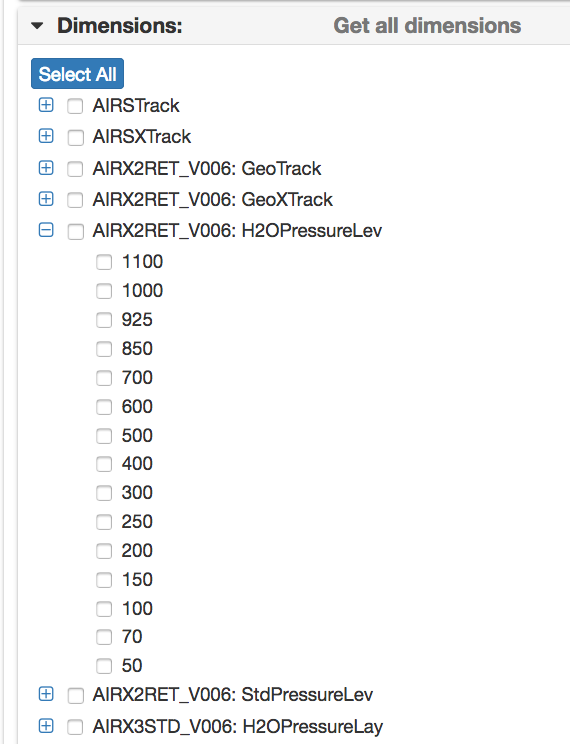 Dimensions: Get all dimensions
Select All
AIRSTrack
AIRSXTrack
AIRX2RET_V006: GeoTrack
AIRX2RET_V006: GeoXTrack
AIRX2RET_V006: H2OPressureLev
1100
1000
925
850
700
600
500
400
300
250
200
150
100
70
50
AIRX2RET_V006: StdPressureLev
AIRX3STD_V006: H2OPressureLay